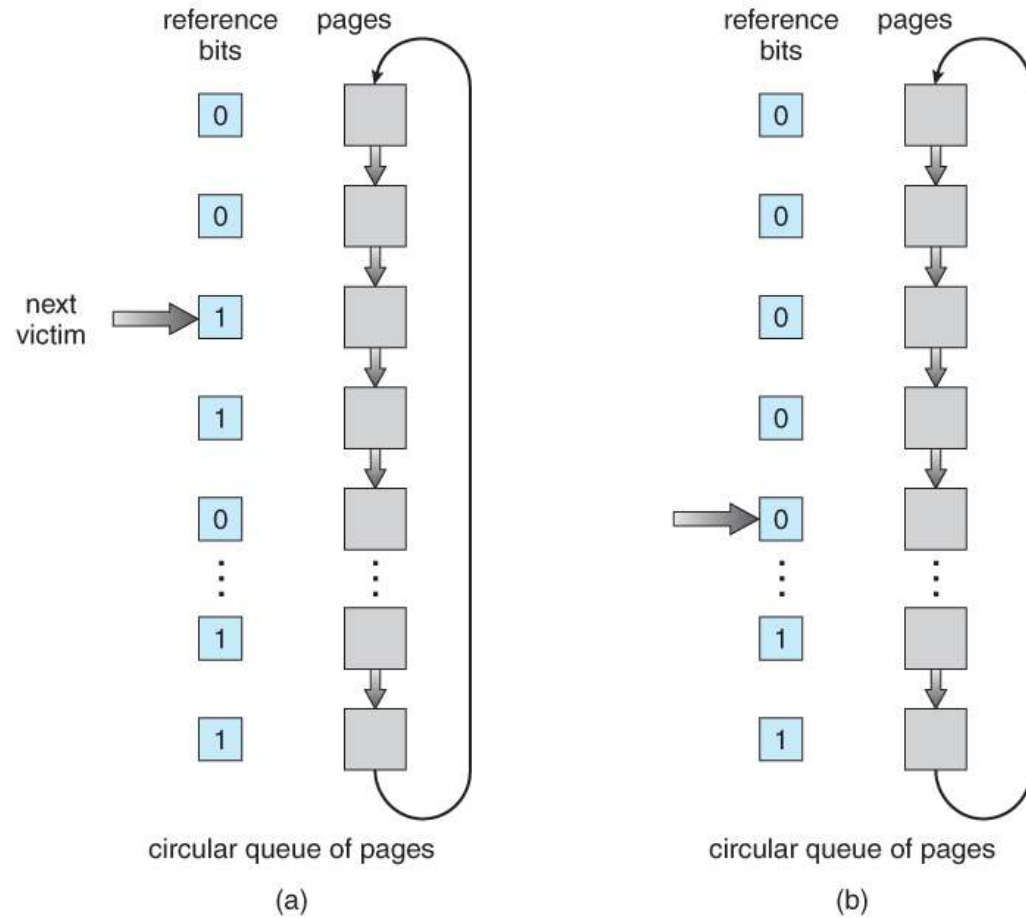 reference
bits
pages
0
0
next
victim
1
1
0
1
1
circular queue of pages
(a)
reference
bits
pages
0
0
0
0
0
1
1
circular queue of pages
(b)